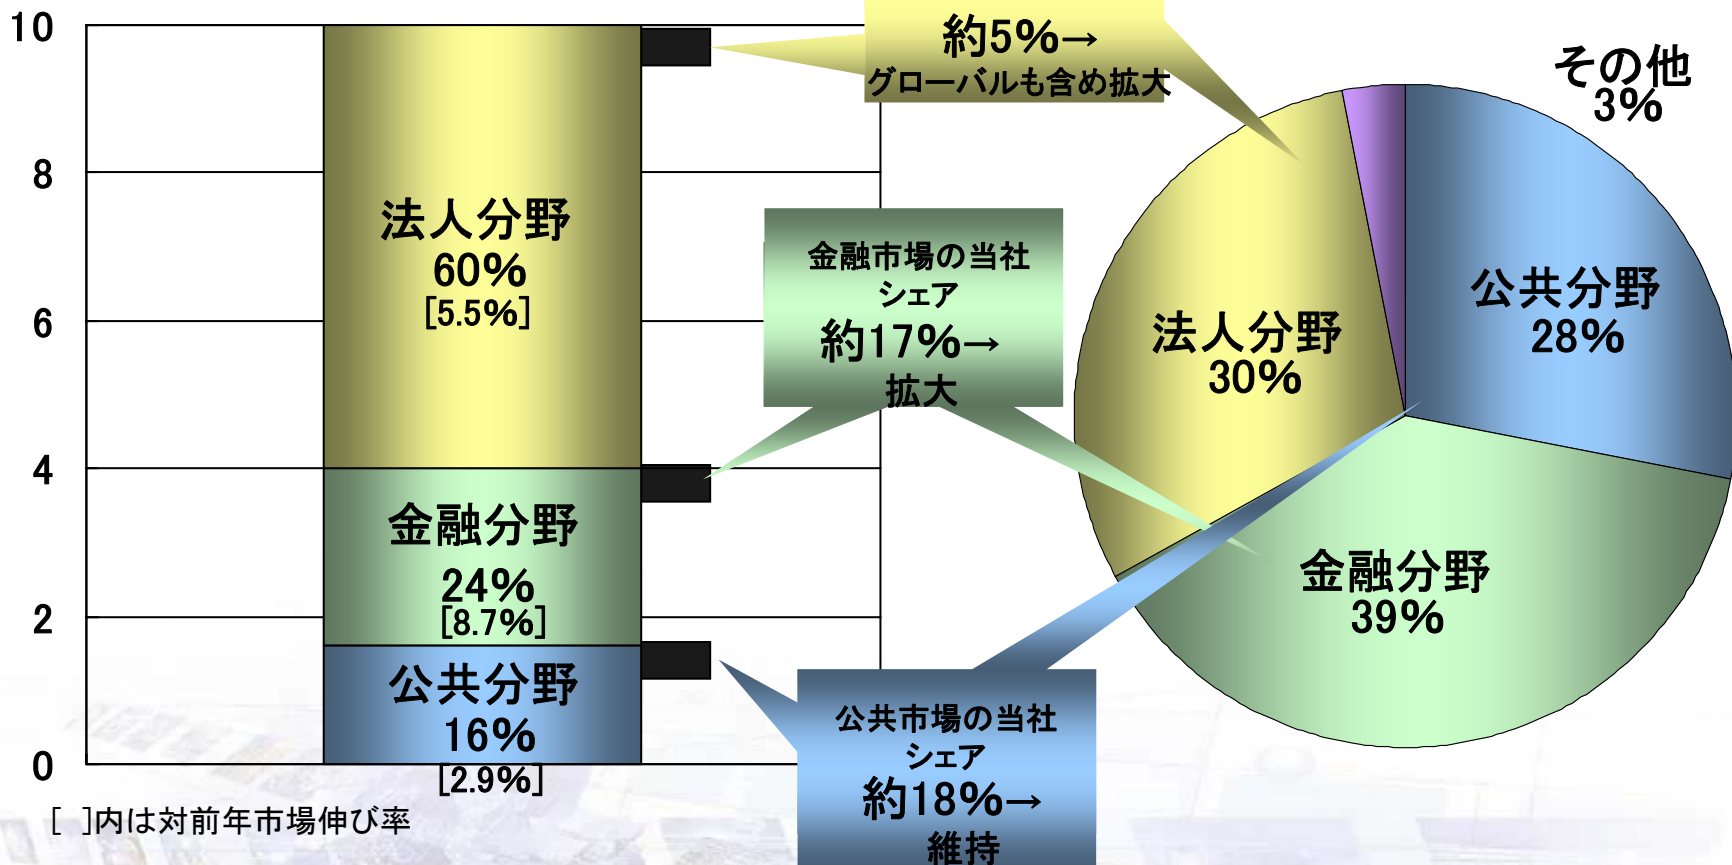 10
8
6
4
2
0
法人分野
60%
[5.5%]
金融分野
24%
[8.7%]
公共分野
16%
[2.9%]
[ ]内は対前年市場伸び率
約5%→
グローバルも含め拡大
金融市場の当社
シェア
約17%→
拡大
公共市場の当社
シェア
約18%→
維持
その他
3%
公共分野
28%
法人分野
30%
金融分野
39%